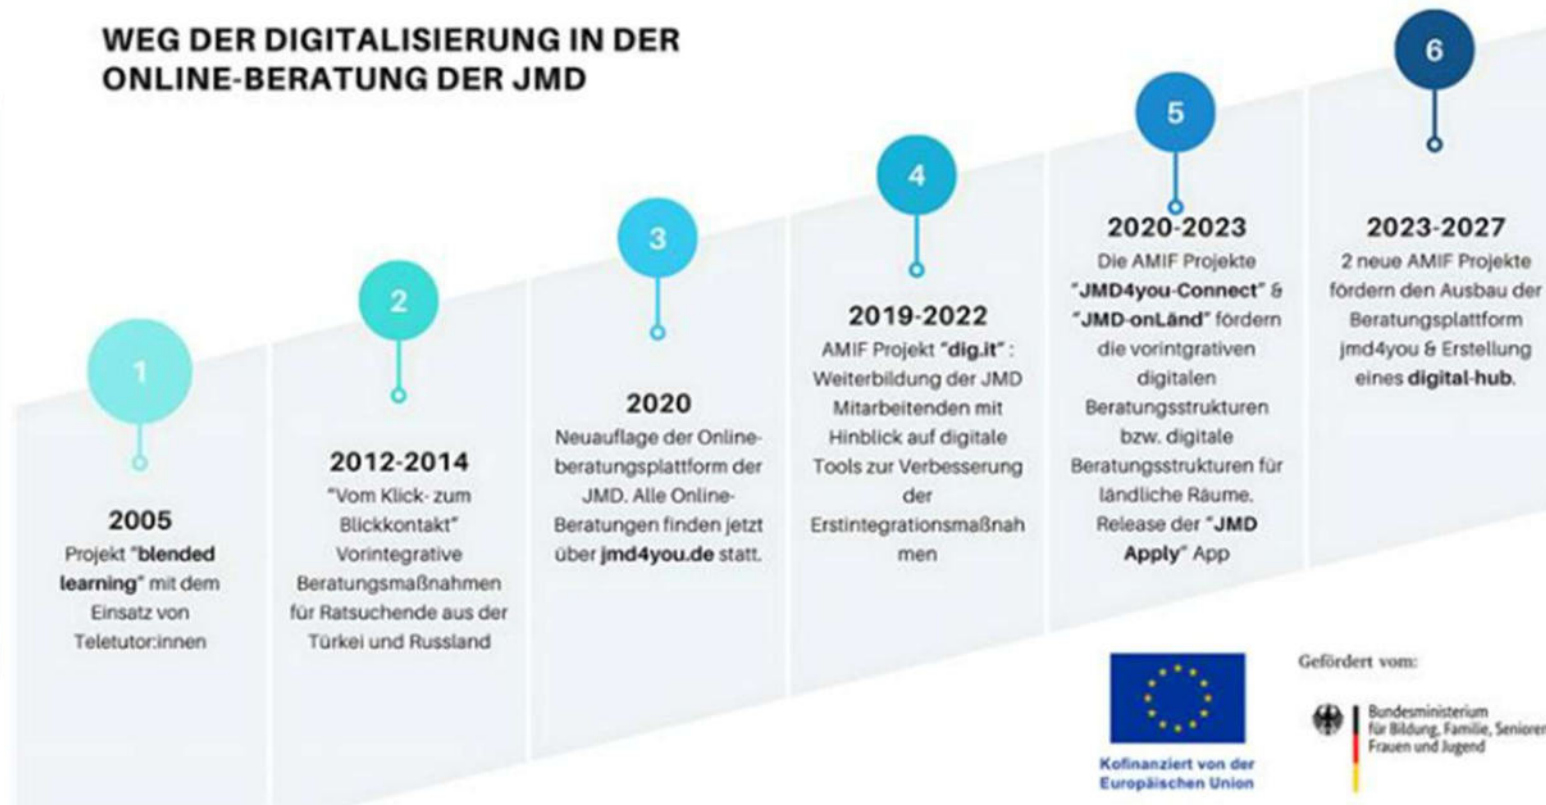 WEG DER DIGITALISIERUNG IN DER
ONLINE-BERATUNG DER JMD
1
2005
Projekt "blended
learning" mit dem
Einsatz von
Teletutor:innen
2
2012-2014
"Vom Klick- zum
Blickkontakt"
Vorintegrative
Beratungsmaßnahmen
für Ratsuchende aus der
Türkei und Russland
3
2020
Neuauflage der Online-
beratungsplattform der
JMD. Alle Online-
Beratungen finden jetzt
über jmd4you.de statt.
4
2019-2022
AMIF Projekt "dig.it" :
Weiterbildung der JMD
Mitarbeitenden mit
Hinblick auf digitale
Tools zur Verbesserung
der
Erstintegrationsmaßnah
men
5
2020-2023
Die AMIF Projekte
"JMD4you-Connect" &
"JMD-onLänd" fördern
die vorintgrativen
digitalen
Beratungsstrukturen
bzw. digitale
Beratungsstrukturen für
ländliche Räume.
Release der "JMD
Apply" App
6
2023-2027
2 neue AMIF Projekte
fördern den Ausbau der
Beratungsplattform
jmd4you & Erstellung
eines digital-hub.
Kofinanziert von der
Europäischen Union
Gefördert vom:
Bundesministerium
für Bildung, Familie, Senioren
Frauen und Jugend